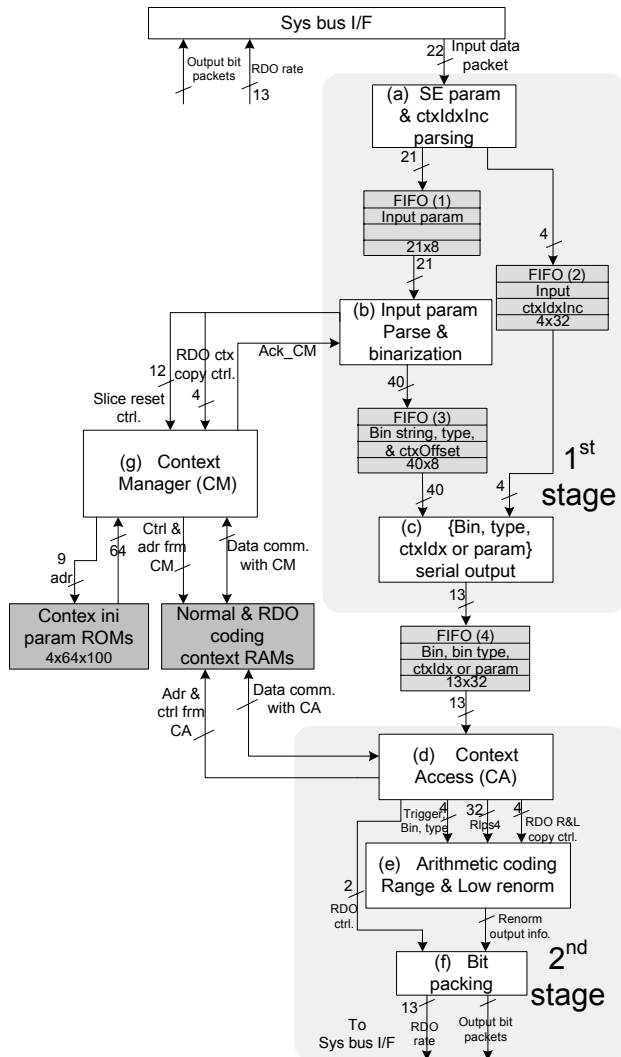 Sys bus I/F
Output bit
packets
RDO rate
13
22
Input data
packet
(a) SE param
& ctxIdxInc
parsing
21
4
FIFO (1)
Input param
21x8
21
FIFO (2)
Input
ctxIdxInc
4x32
(b) Input param
Parse &
binarization
12
RDO ctx
copy ctrl.
4
Ack_CM
Slice reset
ctrl.
40
FIFO (3)
Bin string, type,
& ctxOffset
40x8
40
4
1st
stage
(g) Context
Manager (CM)
(c) {Bin, type,
ctxIdx or param}
serial output
9
adr
64
Ctrl &
adr frm
CM
Data comm.
with CM
13
Contex ini
param ROMs
4x64x100
Normal & RDO
coding
context RAMs
FIFO (4)
Bin, bin type,
ctxIdx or param
13x32
13
Adr &
ctrl frm
CA
Data comm.
with CA
(d) Context
Access (CA)
Trigger,
Bin, type
4
32
Rlps4
4
RDO R&L
copy ctrl.
(e) Arithmetic coding
Range & Low renorm
2
RDO
ctrl.
Renorm
output info.
(f) Bit
packing
2nd
stage
13
RDO
rate
Output bit
packets
To
Sys bus I/F